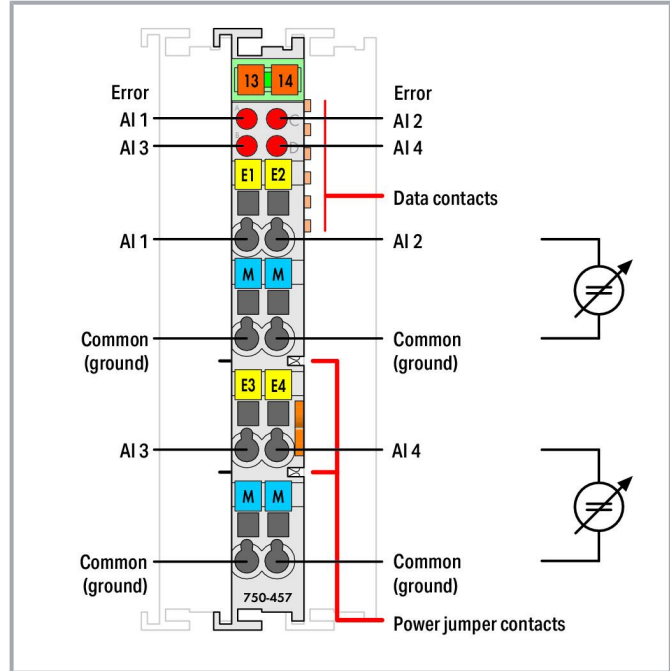 13 14
Error
Error
A C
AI 1
AI 2
B D
AI 3
AI 4
E1 E2
Data contacts
AI 1
AI 2
M M
Common
(ground)
Common
(ground)
E3 E4
AI 3
AI 4
M M
Common
(ground)
Common
(ground)
750-457
Power jumper contacts